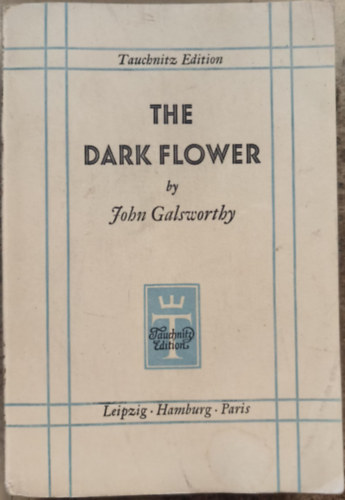 Tauchnitz Edition
THE
DARK FLOWER
by
John Galsworthy
T
Tauchnitz
Edition
Leipzig · Hamburg · Paris